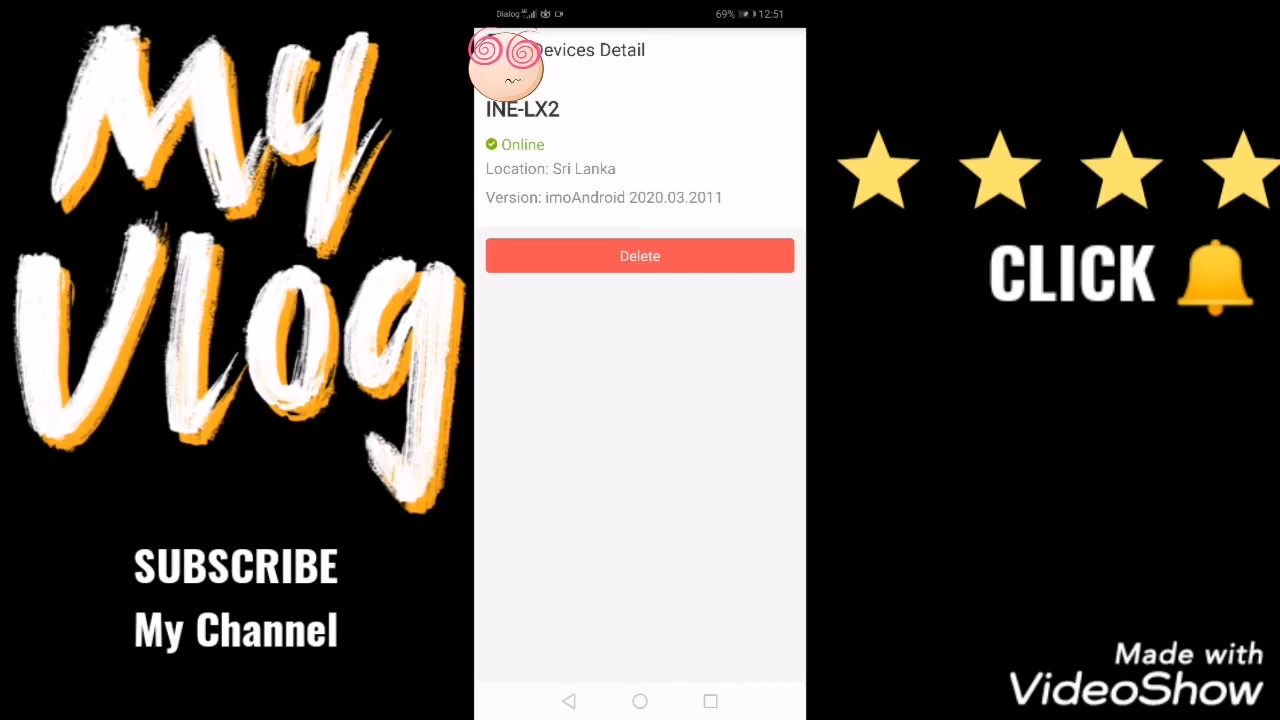 My
Vlog
SUBSCRIBE
My Channel
Dialog
69% 12:51
Devices Detail
INE-LX2
Online
Location: Sri Lanka
Version: imoAndroid 2020.03.2011
Delete
CLICK
Made with
VideoShow